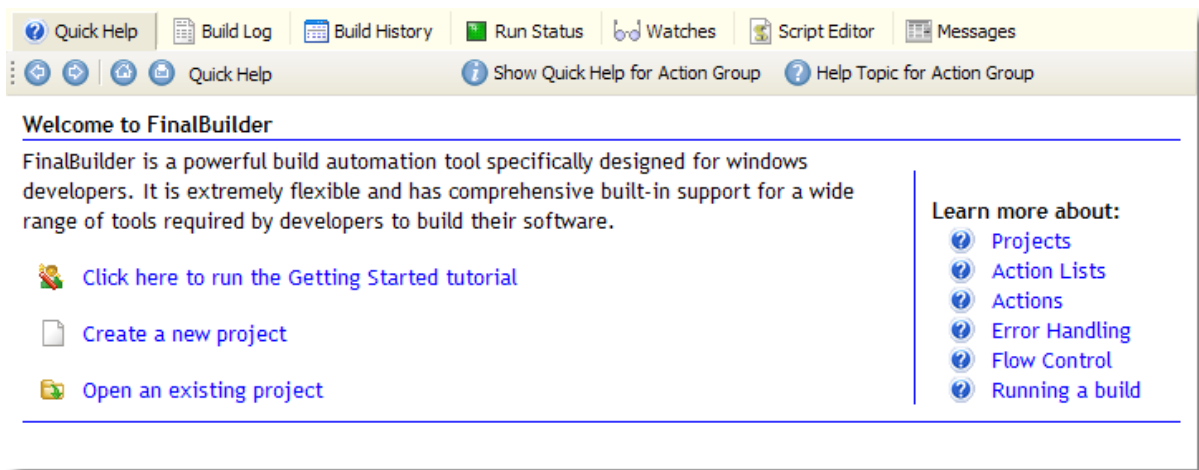 Quick Help Build Log Build History Run Status Watches Script Editor Messages
Quick Help Show Quick Help for Action Group Help Topic for Action Group
Welcome to FinalBuilder
FinalBuilder is a powerful build automation tool specifically designed for windows
developers. It is extremely flexible and has comprehensive built-in support for a wide
range of tools required by developers to build their software.
Click here to run the Getting Started tutorial
Create a new project
Open an existing project
Learn more about:
Projects
Action Lists
Actions
Error Handling
Flow Control
Running a build